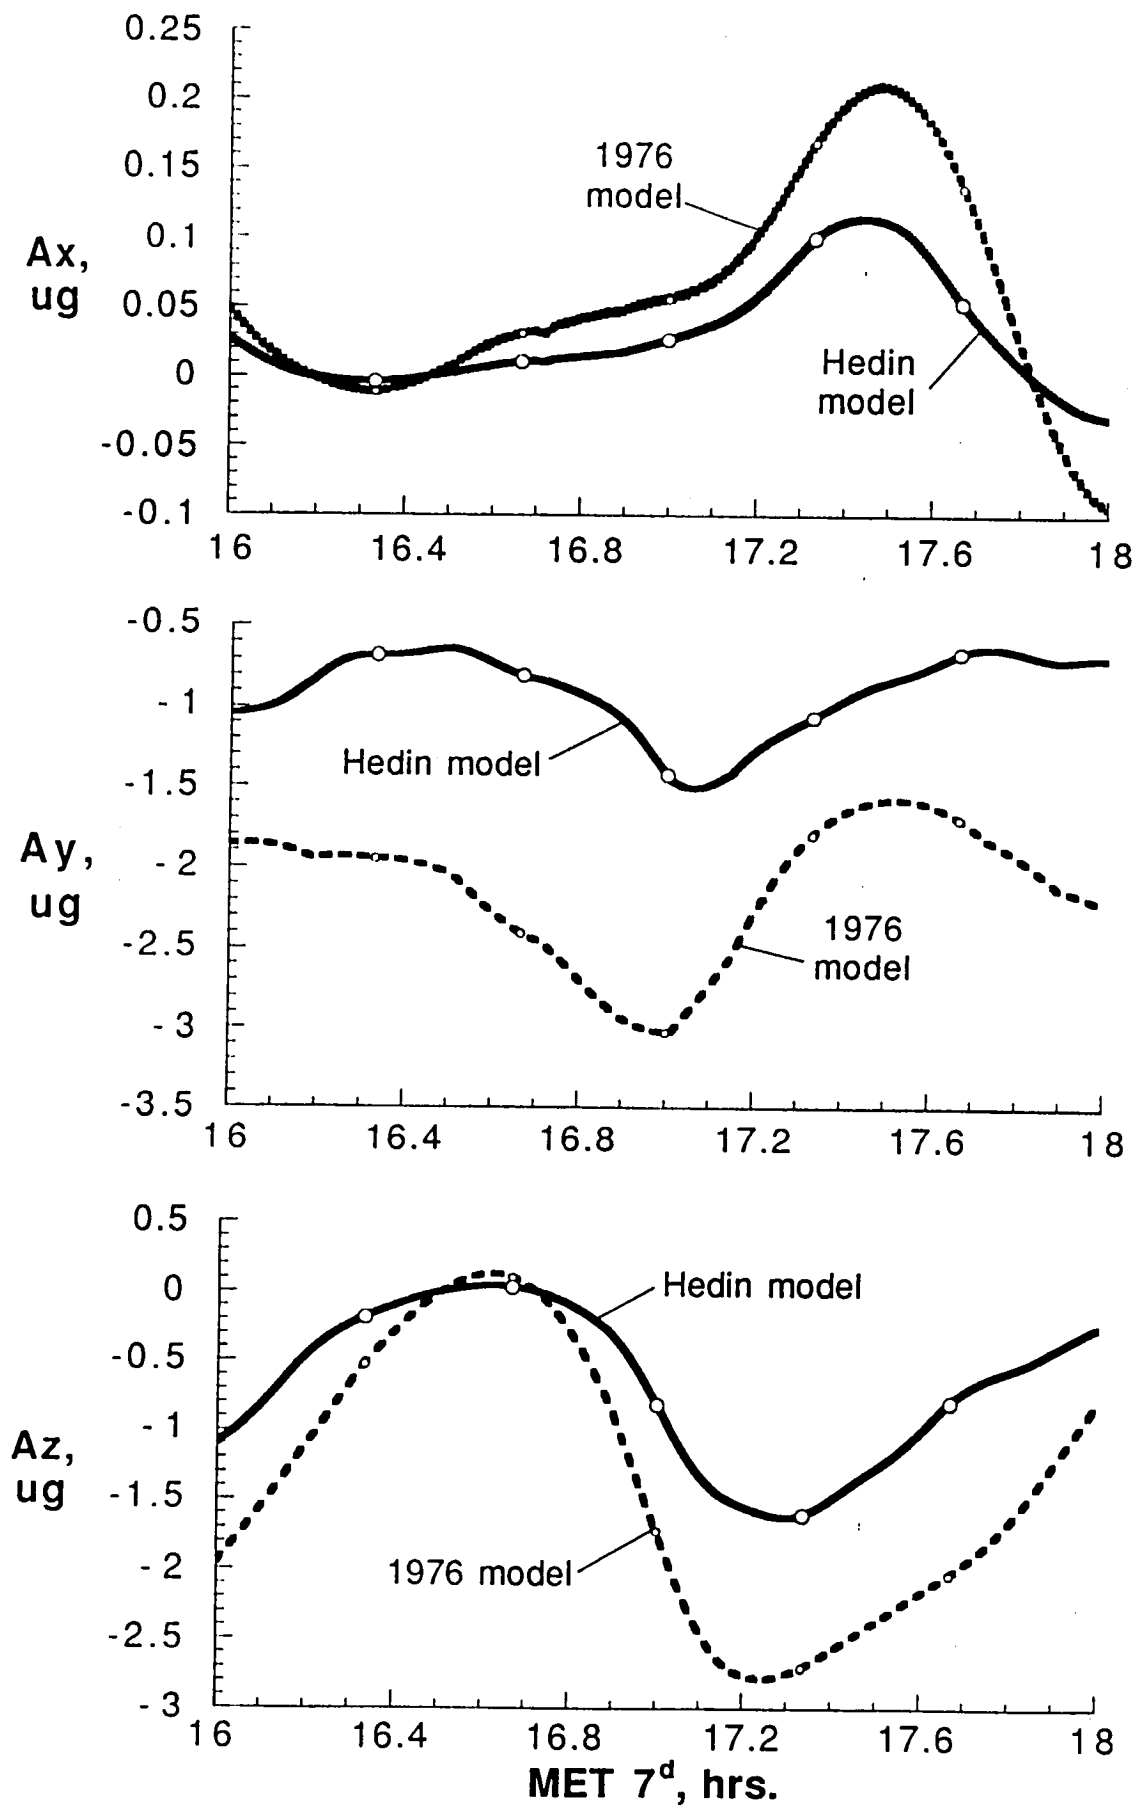 0.25
0.2
0.15
0.1
0.05
0
-0.05
-0.1
Ax,
ug
1976
model
Hedin
model
16 16.4 16.8 17.2 17.6 18
-0.5
- 1
-1.5
- 2
-2.5
- 3
-3.5
Ay,
ug
Hedin model
1976
model
16 16.4 16.8 17.2 17.6 18
0.5
0
-0.5
- 1
-1.5
- 2
-2.5
- 3
Az,
ug
Hedin model
1976 model
16 16.4 16.8 17.2 17.6 18
MET 7d, hrs.